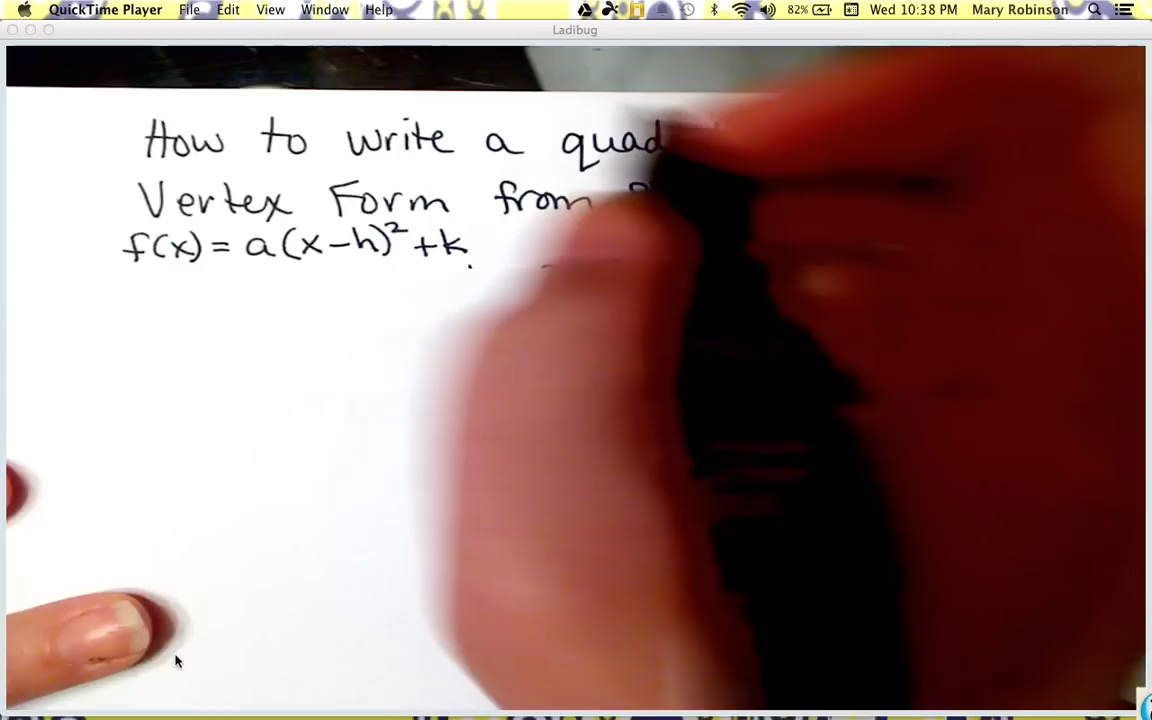 QuickTime Player File Edit View Window Help 82% Wed 10:38 PM Mary Robinson
Ladibug
How to write a quad
Vertex Form from
f(x) = a(x-h)² + k.